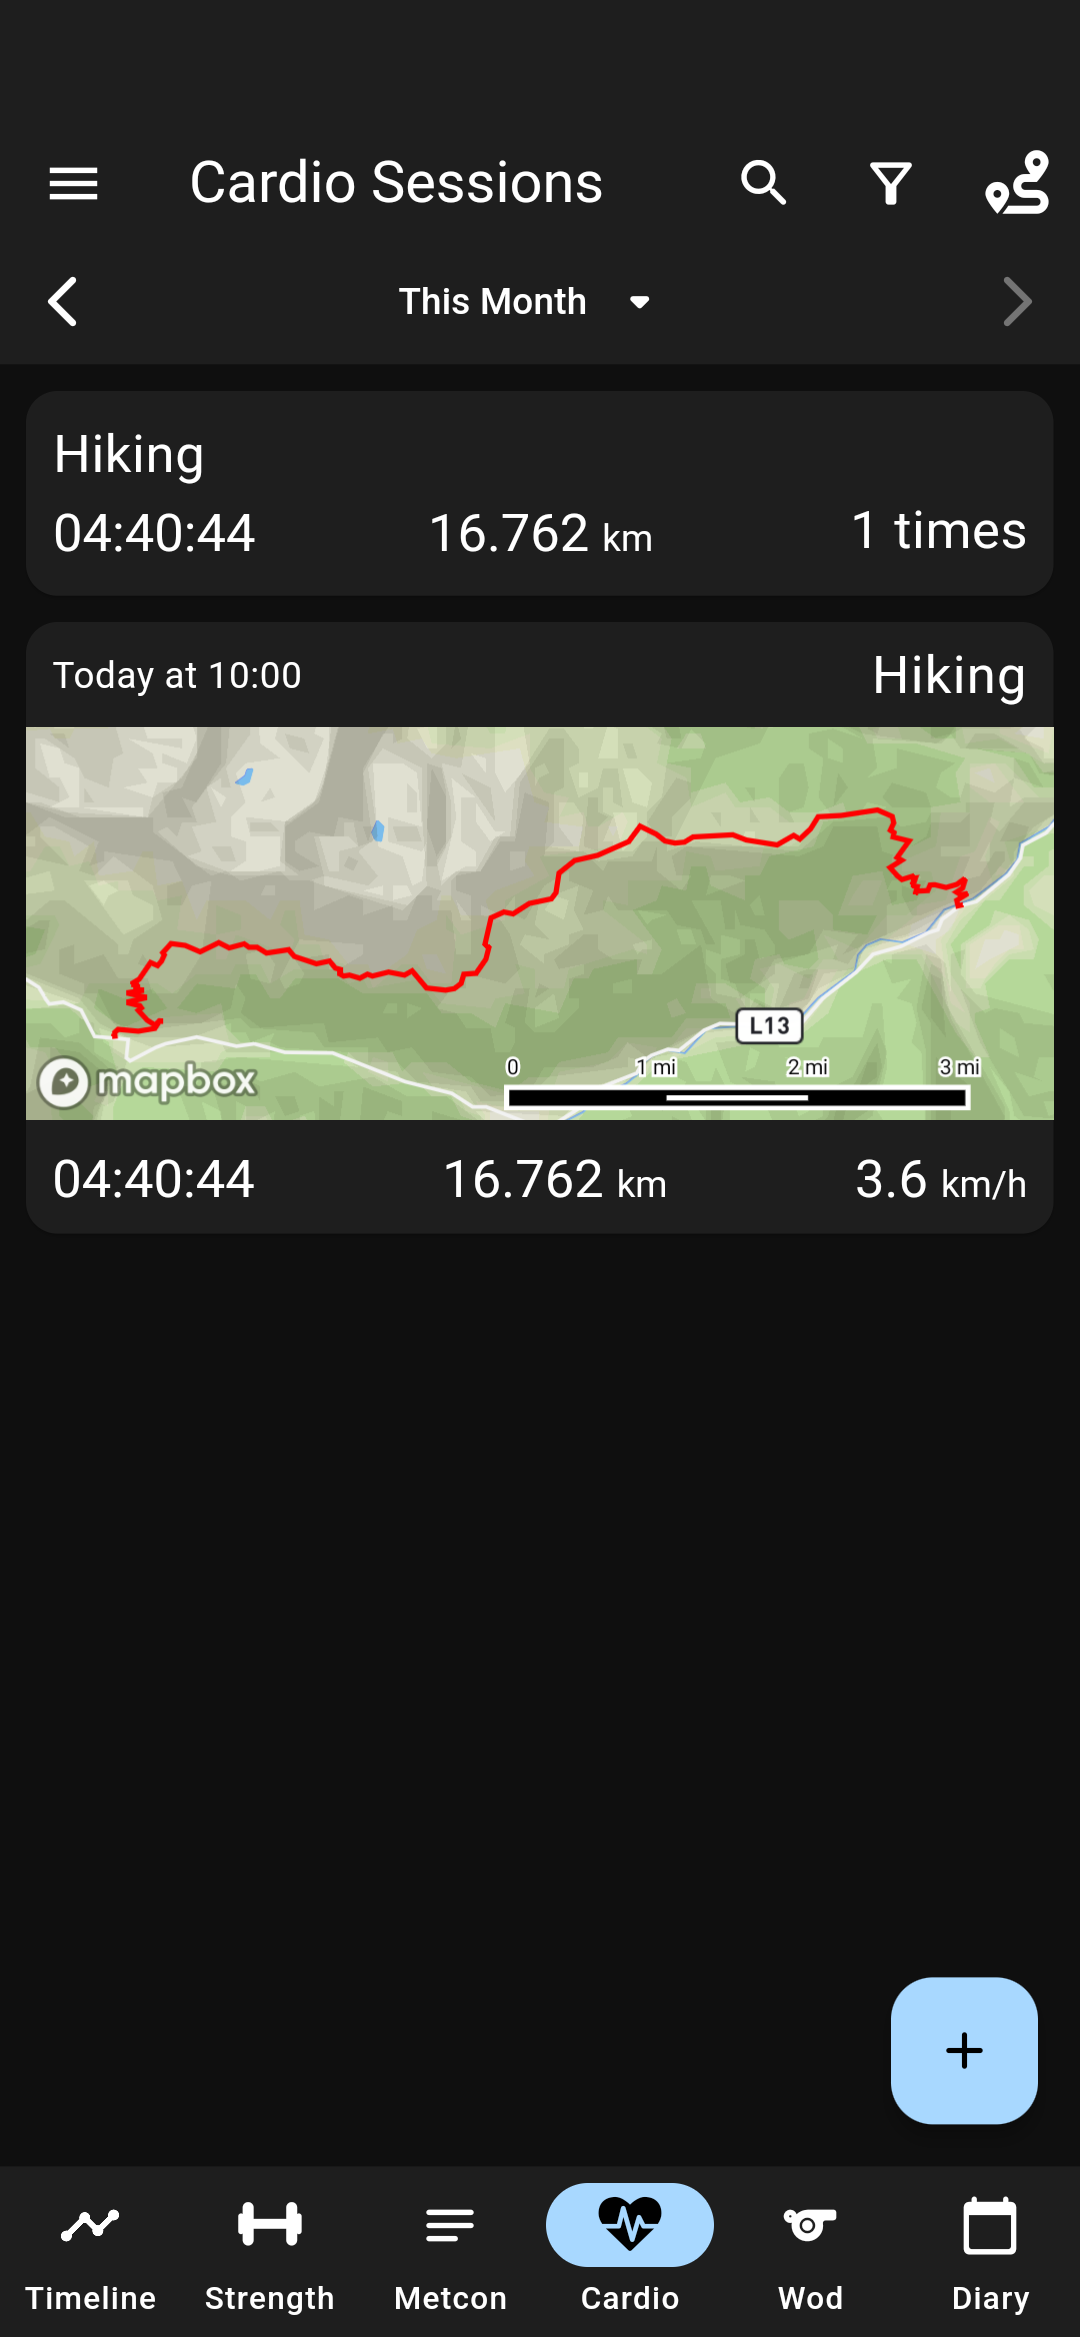 Cardio Sessions
This Month
Hiking
04:40:44 16.762 km 1 times
Today at 10:00 Hiking
L13
0 1 mi 2 mi 3 mi
mapbox
04:40:44 16.762 km 3.6 km/h
Timeline Strength Metcon Cardio Wod Diary